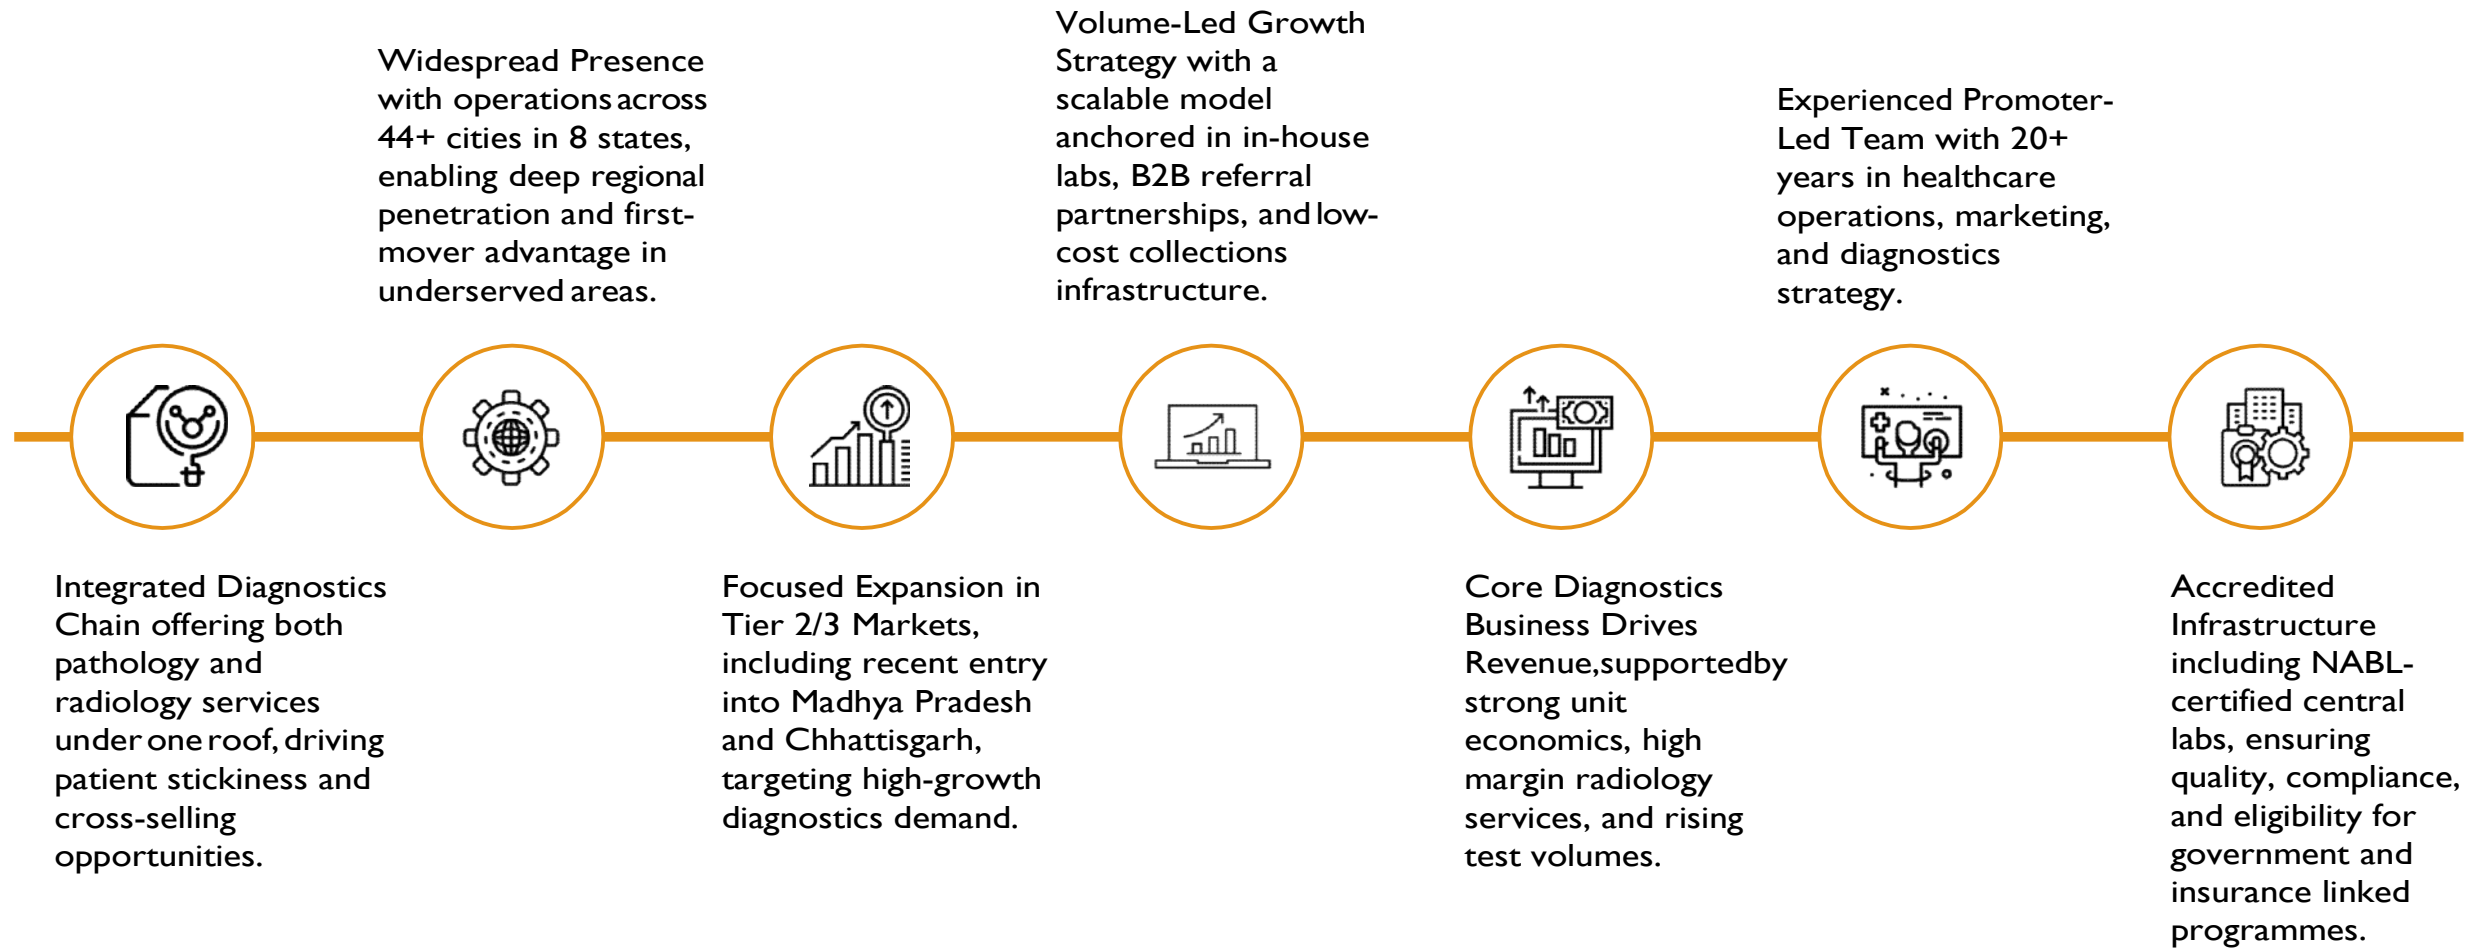 Integrated Diagnostics
Chain offering both
pathology and
radiology services
under one roof, driving
patient stickiness and
cross-selling
opportunities.
Widespread Presence
with operations across
44+ cities in 8 states,
enabling deep regional
penetration and first-
mover advantage in
underserved areas.
Focused Expansion in
Tier 2/3 Markets,
including recent entry
into Madhya Pradesh
and Chhattisgarh,
targeting high-growth
diagnostics demand.
Volume-Led Growth
Strategy with a
scalable model
anchored in in-house
labs, B2B referral
partnerships, and low-
cost collections
infrastructure.
Core Diagnostics
Business Drives
Revenue,supportedby
strong unit
economics, high
margin radiology
services, and rising
test volumes.
Experienced Promoter-
Led Team with 20+
years in healthcare
operations, marketing,
and diagnostics
strategy.
Accredited
Infrastructure
including NABL-
certified central
labs, ensuring
quality, compliance,
and eligibility for
government and
insurance linked
programmes.